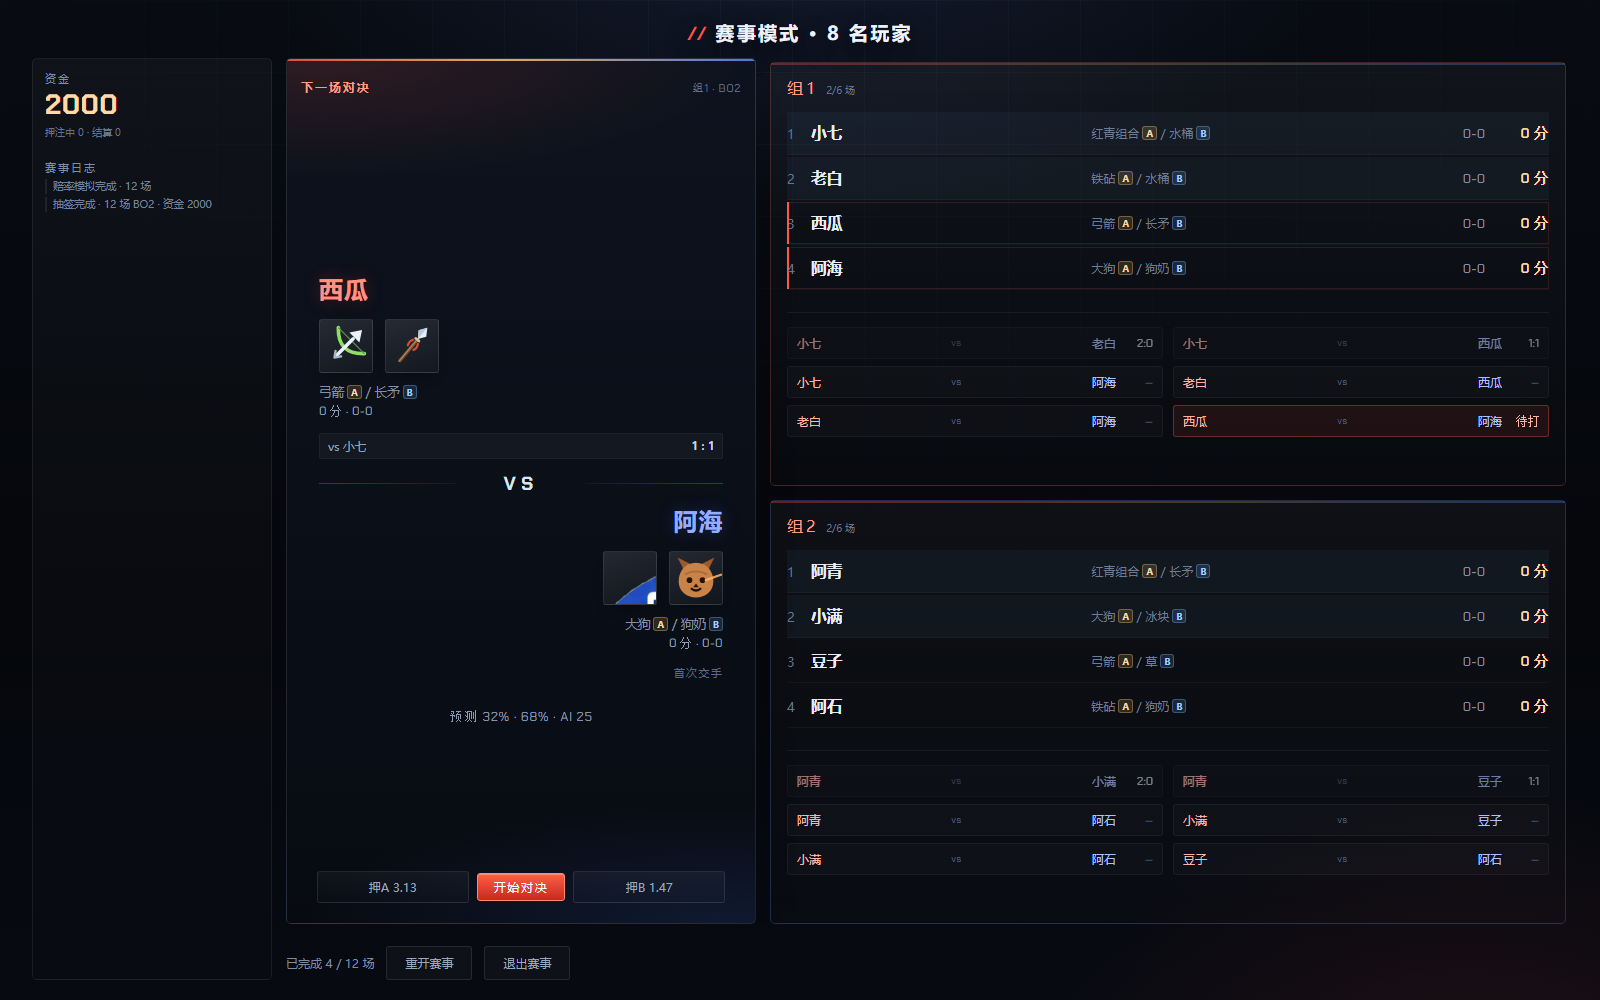 // 赛事模式 • 8 名玩家
资金
2000
押注中 0 · 结算 0
赛事日志
赔率模拟完成 · 12 场
抽签完成 · 12 场 BO2 · 资金 2000
下一场对决
组1 · BO2
西瓜
弓箭 A / 长矛 B
0 分 · 0-0
vs 小七 1 : 1
VS
阿海
大狗 A / 狗奶 B
0 分 · 0-0
首次交手
预测 32% · 68% · AI 25
押A 3.13
开始对决
押B 1.47
已完成 4 / 12 场
重开赛事
退出赛事
组 1 2/6 场
1 小七 红青组合 A / 水桶 B 0-0 0 分
2 老白 铁砧 A / 水桶 B 0-0 0 分
3 西瓜 弓箭 A / 长矛 B 0-0 0 分
4 阿海 大狗 A / 狗奶 B 0-0 0 分
小七 vs 老白 2:0
小七 vs 西瓜 1:1
小七 vs 阿海 –
老白 vs 西瓜 –
老白 vs 阿海 –
西瓜 vs 阿海 待打
组 2 2/6 场
1 阿青 红青组合 A / 长矛 B 0-0 0 分
2 小满 大狗 A / 冰块 B 0-0 0 分
3 豆子 弓箭 A / 草 B 0-0 0 分
4 阿石 铁砧 A / 狗奶 B 0-0 0 分
阿青 vs 小满 2:0
阿青 vs 豆子 1:1
阿青 vs 阿石 –
小满 vs 豆子 –
小满 vs 阿石 –
豆子 vs 阿石 –